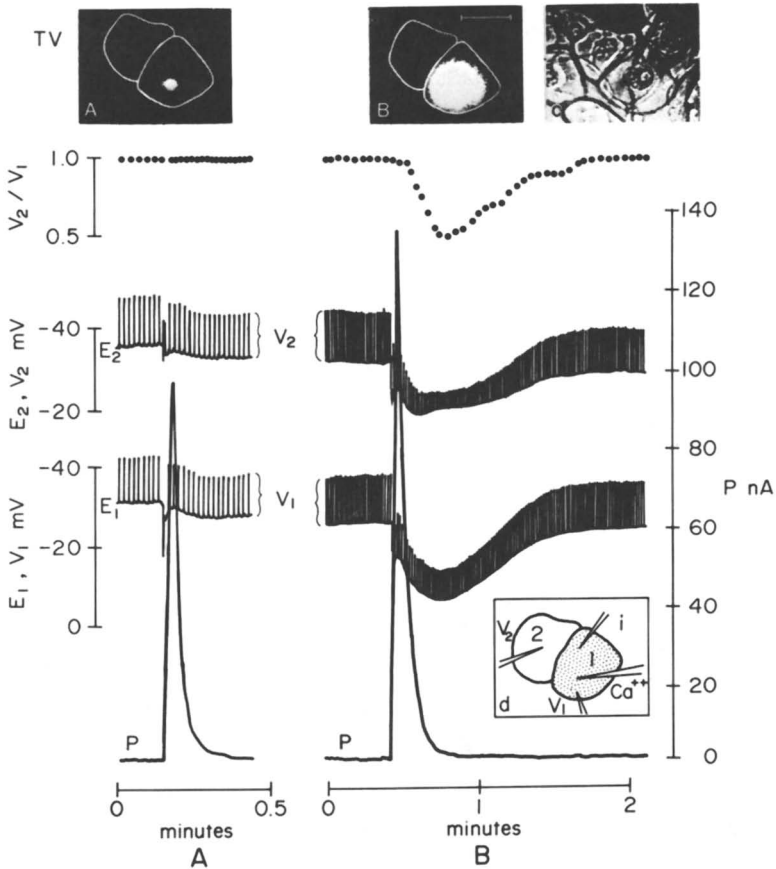 TV
A
B
c
V₂ / V₁
1.0
0.5
E₂ , V₂ mV
-40
-20
E₂
V₂
E₁ , V₁ mV
-40
-20
0
E₁
V₁
140
120
100
80
60
40
20
0
P nA
V₂
2
i
1
Ca⁺⁺
V₁
d
P
P
0
0.5
minutes
A
0
1
2
minutes
B